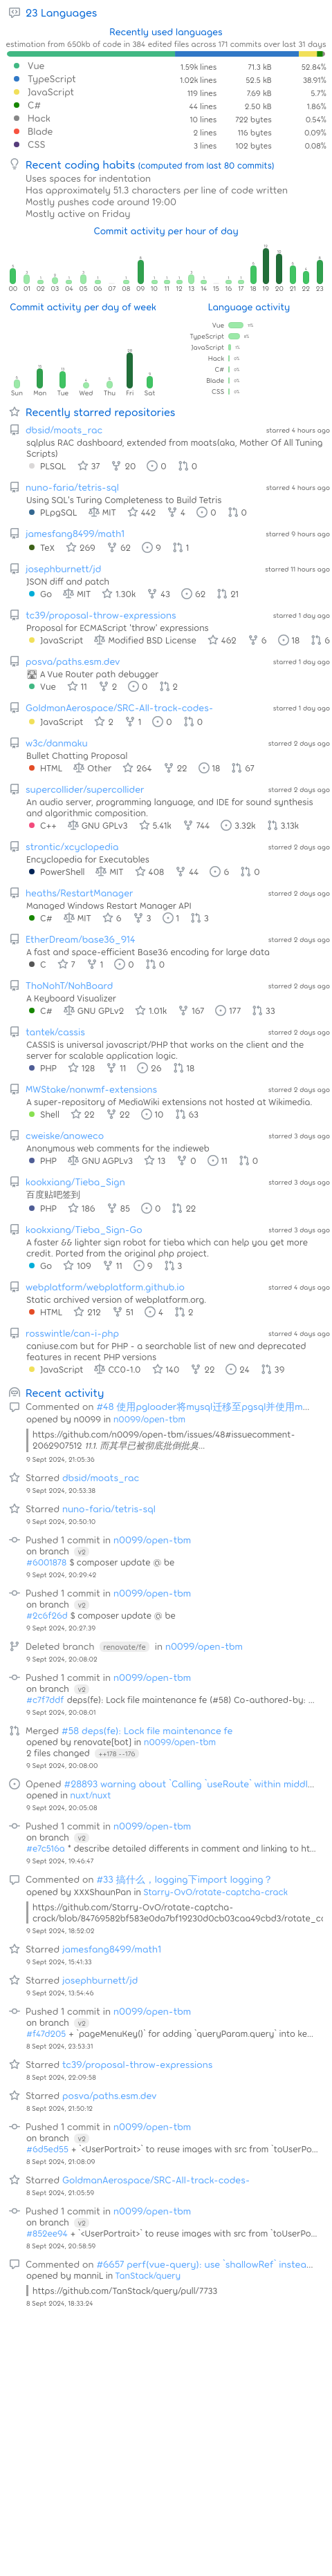 23 Languages
Recently used languages
estimation from 650kb of code in 384 edited files across 171 commits over last 31 days
Vue 1.59k lines 71.3 kB 52.84%
TypeScript 1.02k lines 52.5 kB 38.91%
JavaScript 119 lines 7.69 kB 5.7%
C# 44 lines 2.50 kB 1.86%
Hack 10 lines 722 bytes 0.54%
Blade 2 lines 116 bytes 0.09%
CSS 3 lines 102 bytes 0.08%
Recent coding habits (computed from last 80 commits)
Uses spaces for indentation
Has approximately 51.3 characters per line of code written
Mostly pushes code around 19:00
Mostly active on Friday
Commit activity per hour of day
00 01 02 03 04 05 06 07 08 09 10 11 12 13 14 15 16 17 18 19 20 21 22 23
Commit activity per day of week
Sun Mon Tue Wed Thu Fri Sat
Language activity
Vue
TypeScript
JavaScript
Hack
C#
Blade
CSS
Recently starred repositories
dbsid/moats_rac starred 4 hours ago
sqlplus RAC dashboard, extended from moats(aka, Mother Of All Tuning
Scripts)
PLSQL 37 20 0 0
nuno-faria/tetris-sql starred 4 hours ago
Using SQL's Turing Completeness to Build Tetris
PLpgSQL MIT 442 4 0 0
jamesfang8499/math1 starred 9 hours ago
TeX 269 62 9 1
josephburnett/jd starred 11 hours ago
JSON diff and patch
Go MIT 1.30k 43 62 21
tc39/proposal-throw-expressions starred 1 day ago
Proposal for ECMAScript 'throw' expressions
JavaScript Modified BSD License 462 6 18 6
posva/paths.esm.dev starred 1 day ago
🛣 A Vue Router path debugger
Vue 11 2 0 2
GoldmanAerospace/SRC-All-track-codes- starred 1 day ago
JavaScript 2 1 0 0
w3c/danmaku starred 2 days ago
Bullet Chatting Proposal
HTML Other 264 22 18 67
supercollider/supercollider starred 2 days ago
An audio server, programming language, and IDE for sound synthesis
and algorithmic composition.
C++ GNU GPLv3 5.41k 744 3.32k 3.13k
strontic/xcyclopedia starred 2 days ago
Encyclopedia for Executables
PowerShell MIT 408 44 6 0
heaths/RestartManager starred 2 days ago
Managed Windows Restart Manager API
C# MIT 6 3 1 3
EtherDream/base36_914 starred 2 days ago
A fast and space-efficient Base36 encoding for large data
C 7 1 0 0
ThoNohT/NohBoard starred 2 days ago
A Keyboard Visualizer
C# GNU GPLv2 1.01k 167 177 33
tantek/cassis starred 2 days ago
CASSIS is universal javascript/PHP that works on the client and the
server for scalable application logic.
PHP 128 11 26 18
MWStake/nonwmf-extensions starred 2 days ago
A super-repository of MediaWiki extensions not hosted at Wikimedia.
Shell 22 22 10 63
cweiske/anoweco starred 3 days ago
Anonymous web comments for the indieweb
PHP GNU AGPLv3 13 0 11 0
kookxiang/Tieba_Sign starred 3 days ago
百度贴吧签到
PHP 186 85 0 22
kookxiang/Tieba_Sign-Go starred 3 days ago
A faster && lighter sign robot for tieba which can help you get more
credit. Ported from the original php project.
Go 109 11 9 3
webplatform/webplatform.github.io starred 4 days ago
Static archived version of webplatform.org.
HTML 212 51 4 2
rosswintle/can-i-php starred 4 days ago
caniuse.com but for PHP - a searchable list of new and deprecated
features in recent PHP versions
JavaScript CC0-1.0 140 22 24 39
Recent activity
Commented on #48 使用pgloader将mysql迁移至pgsql并使用m...
opened by n0099 in n0099/open-tbm
https://github.com/n0099/open-tbm/issues/48#issuecomment-
2062907512 11.1. 而其早已被彻底批倒批臭...
9 Sept 2024, 21:05:36
Starred dbsid/moats_rac
9 Sept 2024, 20:53:38
Starred nuno-faria/tetris-sql
9 Sept 2024, 20:50:10
Pushed 1 commit in n0099/open-tbm
on branch v2
#6001878 $ composer update @ be
9 Sept 2024, 20:29:42
Pushed 1 commit in n0099/open-tbm
on branch v2
#2c6f26d $ composer update @ be
9 Sept 2024, 20:27:39
Deleted branch renovate/fe in n0099/open-tbm
9 Sept 2024, 20:08:02
Pushed 1 commit in n0099/open-tbm
on branch v2
#c7f7ddf deps(fe): Lock file maintenance fe (#58) Co-authored-by: ...
9 Sept 2024, 20:08:01
Merged #58 deps(fe): Lock file maintenance fe
opened by renovate[bot] in n0099/open-tbm
2 files changed ++178 --176
9 Sept 2024, 20:08:00
Opened #28893 warning about `Calling `useRoute` within middl...
opened in nuxt/nuxt
9 Sept 2024, 20:05:08
Pushed 1 commit in n0099/open-tbm
on branch v2
#e7c516a * describe detailed differents in comment and linking to ht...
9 Sept 2024, 19:46:47
Commented on #33 搞什么，logging下import logging？
opened by XXXShaunPan in Starry-OvO/rotate-captcha-crack
https://github.com/Starry-OvO/rotate-captcha-
crack/blob/84769582bf583e0da7bf19230d0cb03caa49cbd3/rotate_ca
9 Sept 2024, 18:52:02
Starred jamesfang8499/math1
9 Sept 2024, 15:41:33
Starred josephburnett/jd
9 Sept 2024, 13:54:46
Pushed 1 commit in n0099/open-tbm
on branch v2
#f47d205 + `pageMenuKey()` for adding `queryParam.query` into ke...
8 Sept 2024, 23:53:31
Starred tc39/proposal-throw-expressions
8 Sept 2024, 22:09:58
Starred posva/paths.esm.dev
8 Sept 2024, 21:50:12
Pushed 1 commit in n0099/open-tbm
on branch v2
#6d5ed55 + `<UserPortrait>` to reuse images with src from `toUserPo...
8 Sept 2024, 21:08:09
Starred GoldmanAerospace/SRC-All-track-codes-
8 Sept 2024, 21:05:59
Pushed 1 commit in n0099/open-tbm
on branch v2
#852ee94 + `<UserPortrait>` to reuse images with src from `toUserPo...
8 Sept 2024, 20:58:59
Commented on #6657 perf(vue-query): use `shallowRef` instea...
opened by manniL in TanStack/query
https://github.com/TanStack/query/pull/7733
8 Sept 2024, 18:33:24